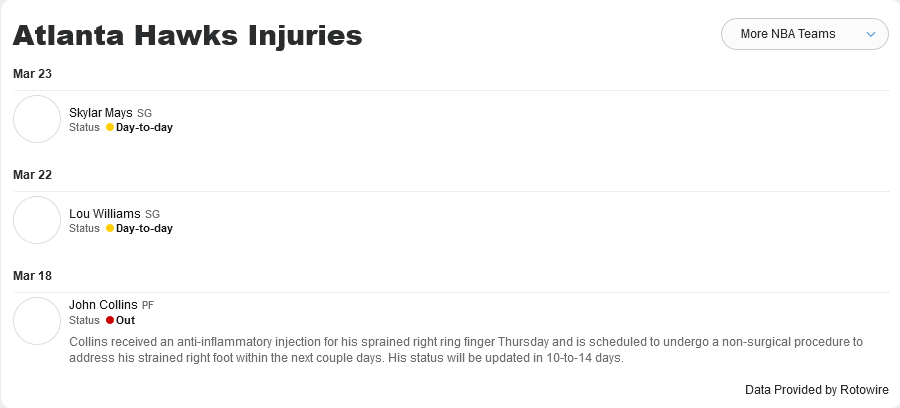 Atlanta Hawks Injuries
More NBA Teams
Mar 23
Skylar Mays SG
Status Day-to-day
Mar 22
Lou Williams SG
Status Day-to-day
Mar 18
John Collins PF
Status Out
Collins received an anti-inflammatory injection for his sprained right ring finger Thursday and is scheduled to undergo a non-surgical procedure to
address his strained right foot within the next couple days. His status will be updated in 10-to-14 days.
Data Provided by Rotowire